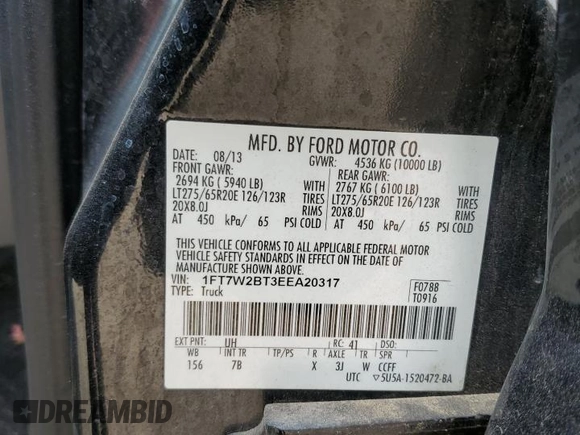 MFD. BY FORD MOTOR CO.
DATE: 08/13 GVWR: 4536 KG (10000 LB)
FRONT GAWR: REAR GAWR:
2694 KG ( 5940 LB) WITH 2767 KG ( 6100 LB) WITH
LT275/65R20E 126/123R TIRES LT275/65R20E 126/123R TIRES
20X8.0J RIMS 20X8.0J RIMS
AT 450 kPa/ 65 PSI COLD AT 450 kPa/ 65 PSI COLD
THIS VEHICLE CONFORMS TO ALL APPLICABLE FEDERAL MOTOR
VEHICLE SAFETY STANDARDS IN EFFECT ON THE DATE OF MANUFACTURE
SHOWN ABOVE.
VIN: 1FT7W2BT3EEA20317 F0788
TYPE: Truck T0916
EXT PNT: UH RC: 41 DSO:
WB INT TR TP/PS R AXLE TR SPR
156 7B X 3J W CCFF
UTC ▽5U5A-1520472-BA
DREAMBID